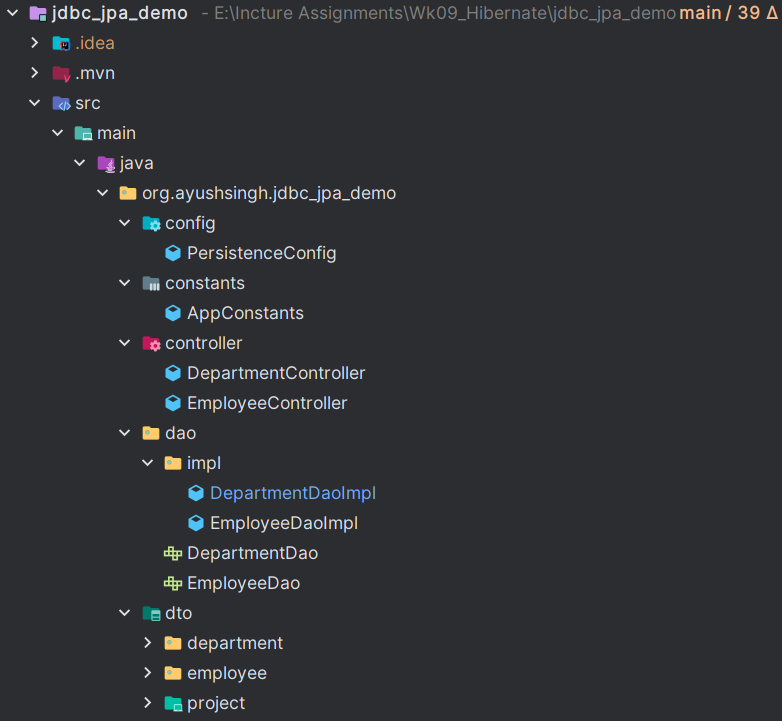 jdbc_jpa_demo - E:\Incture Assignments\Wk09_Hibernate\jdbc_jpa_demo main / 39 Δ
.idea
.mvn
src
main
java
org.ayushsingh.jdbc_jpa_demo
config
PersistenceConfig
constants
AppConstants
controller
DepartmentController
EmployeeController
dao
impl
DepartmentDaoImpl
EmployeeDaoImpl
DepartmentDao
EmployeeDao
dto
department
employee
project